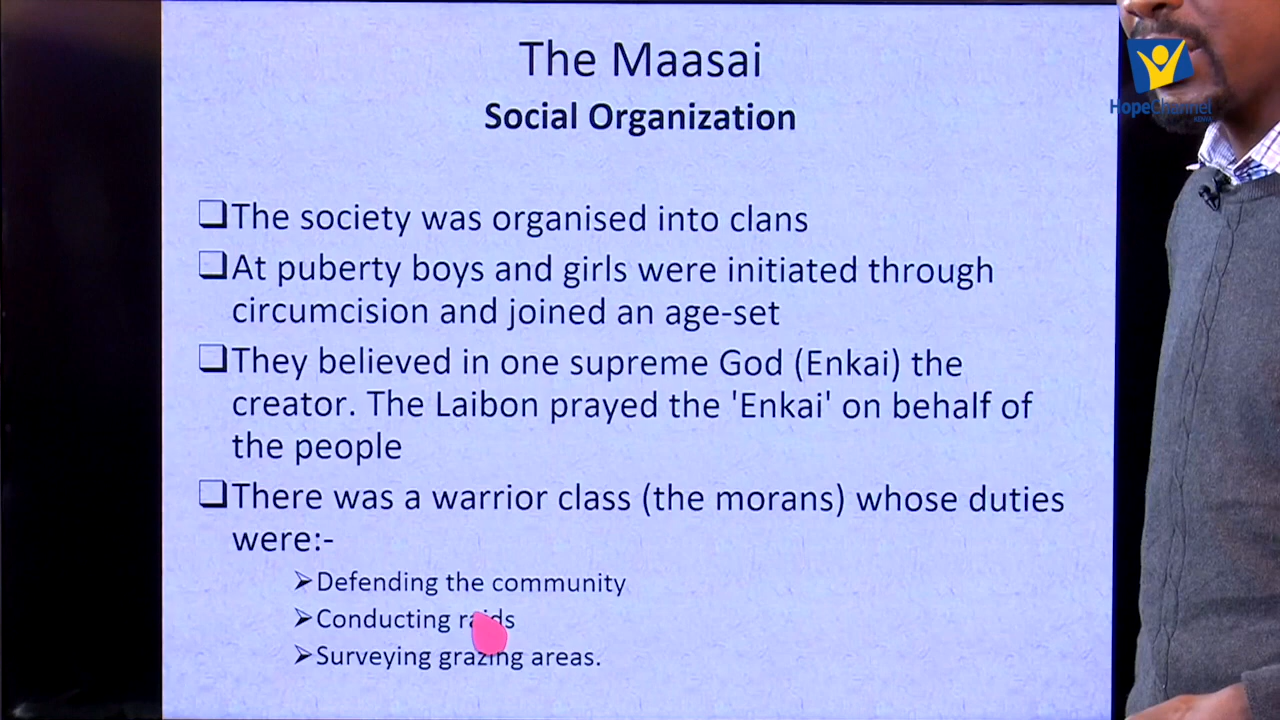 The Maasai
Social Organization
❑The society was organised into clans
❑At puberty boys and girls were initiated through
circumcision and joined an age-set
❑They believed in one supreme God (Enkai) the
creator. The Laibon prayed the 'Enkai' on behalf of
the people
❑There was a warrior class (the morans) whose duties
were:-
➢Defending the community
➢Conducting raids
➢Surveying grazing areas.
HopeChannel
KENYA